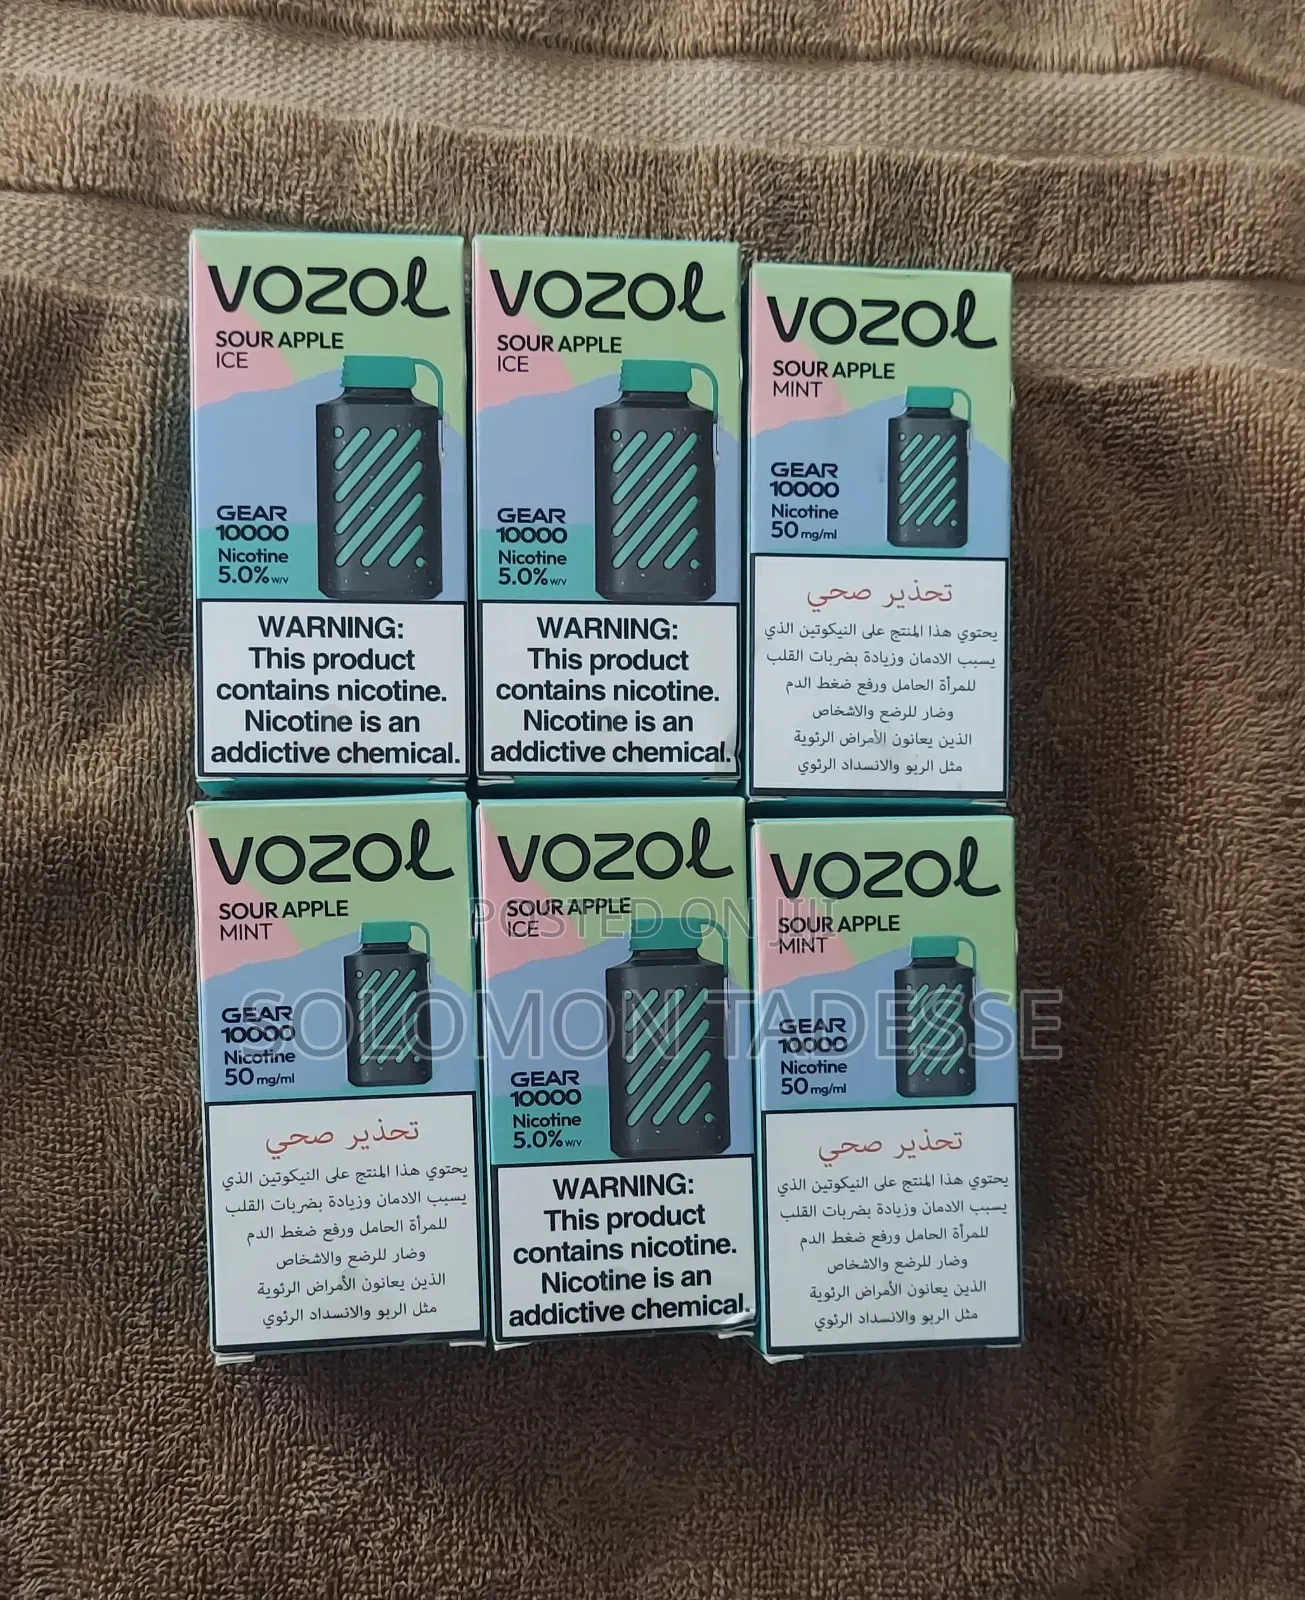 VOZOL
SOUR APPLE
ICE
GEAR
10000
Nicotine
5.0% w/v
WARNING:
This product
contains nicotine.
Nicotine is an
addictive chemical.
VOZOL
SOUR APPLE
ICE
GEAR
10000
Nicotine
5.0% w/v
WARNING:
This product
contains nicotine.
Nicotine is an
addictive chemical.
VOZOL
SOUR APPLE
MINT
GEAR
10000
Nicotine
50 mg/ml
تحذير صحي
يحتوي هذا المنتج على النيكوتين الذي
يسبب الادمان وزيادة بضربات القلب
للمرأة الحامل ورفع ضغط الدم
وضار للرضع والاشخاص
الذين يعانون الأمراض الرئوية
مثل الربو والانسداد الرئوي
VOZOL
SOUR APPLE
MINT
GEAR
10000
Nicotine
50 mg/ml
تحذير صحي
يحتوي هذا المنتج على النيكوتين الذي
يسبب الادمان وزيادة بضربات القلب
للمرأة الحامل ورفع ضغط الدم
وضار للرضع والاشخاص
الذين يعانون الأمراض الرئوية
مثل الربو والانسداد الرئوي
VOZOL
SOUR APPLE
ICE
GEAR
10000
Nicotine
5.0% w/v
WARNING:
This product
contains nicotine.
Nicotine is an
addictive chemical.
VOZOL
SOUR APPLE
MINT
GEAR
10000
Nicotine
50 mg/ml
تحذير صحي
يحتوي هذا المنتج على النيكوتين الذي
يسبب الادمان وزيادة بضربات القلب
للمرأة الحامل ورفع ضغط الدم
وضار للرضع والاشخاص
الذين يعانون الأمراض الرئوية
مثل الربو والانسداد الرئوي
POSTED ON JIJI
SOLOMON TADESSE